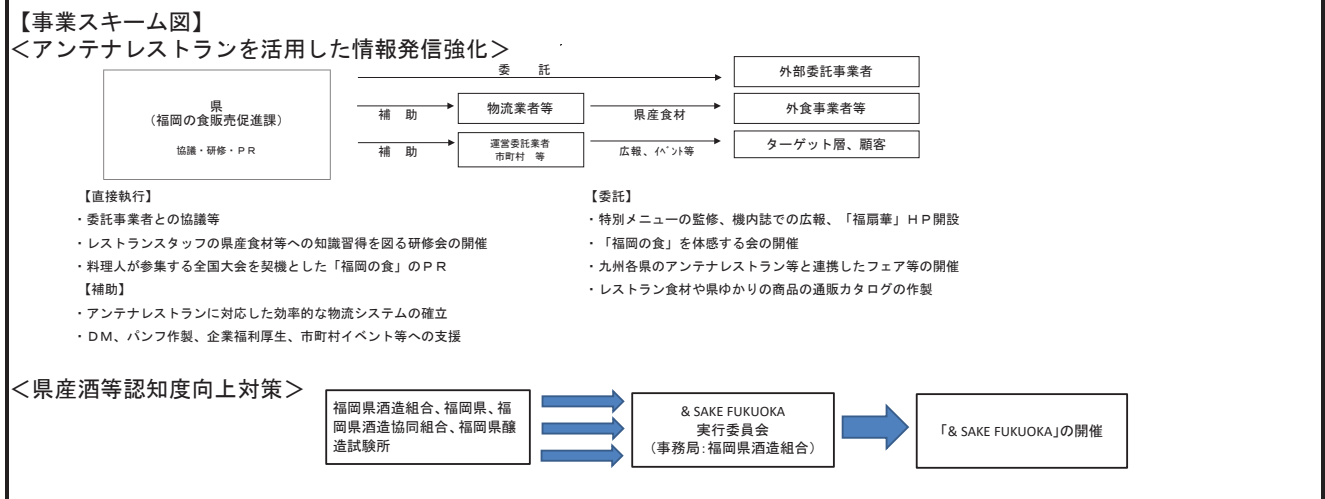 【事業スキーム図】
＜アンテナレストランを活用した情報発信強化＞
委　託
外部委託事業者
県
（福岡の食販売促進課）
協議・研修・ＰＲ
補　助
物流業者等
県産食材
外食事業者等
補　助
運営委託業者
市町村　等
広報、ｲﾍﾞﾝﾄ等
ターゲット層、顧客
【直接執行】
・委託事業者との協議等
・レストランスタッフの県産食材等への知識習得を図る研修会の開催
・料理人が参集する全国大会を契機とした「福岡の食」のＰＲ
【補助】
・アンテナレストランに対応した効率的な物流システムの確立
・ＤＭ、パンフ作製、企業福利厚生、市町村イベント等への支援
【委託】
・特別メニューの監修、機内誌での広報、「福扇華」ＨＰ開設
・「福岡の食」を体感する会の開催
・九州各県のアンテナレストラン等と連携したフェア等の開催
・レストラン食材や県ゆかりの商品の通販カタログの作製
＜県産酒等認知度向上対策＞
福岡県酒造組合、福岡県、福
岡県酒造協同組合、福岡県醸
造試験所
& SAKE FUKUOKA
実行委員会
（事務局：福岡県酒造組合）
「& SAKE FUKUOKA」の開催